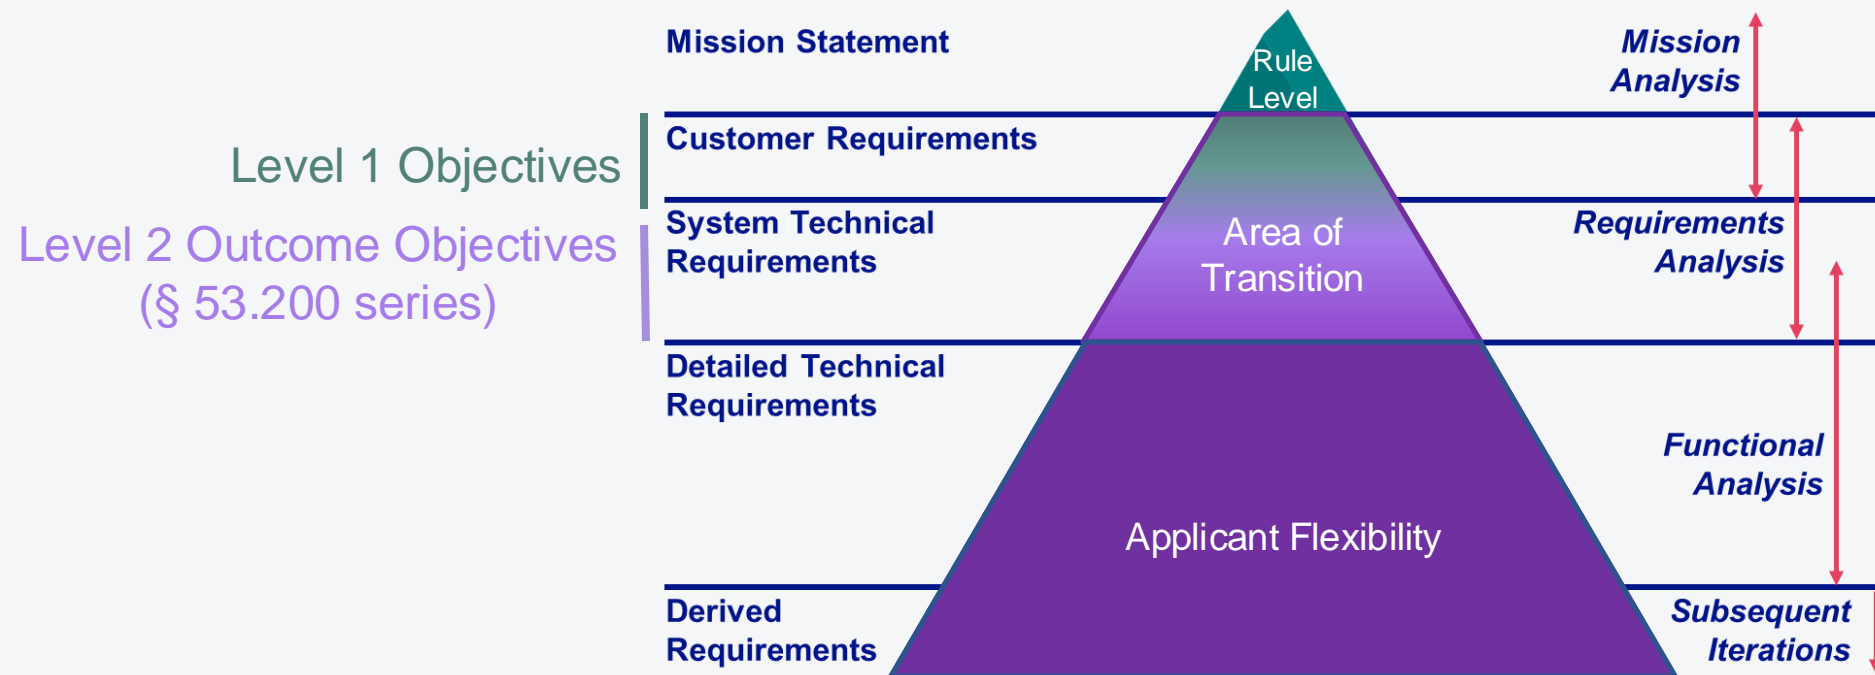 Mission Statement
Rule
Level
Mission
Analysis
Level 1 Objectives
Customer Requirements
Level 2 Outcome Objectives
(§ 53.200 series)
System Technical
Requirements
Area of
Transition
Requirements
Analysis
Detailed Technical
Requirements
Functional
Analysis
Applicant Flexibility
Derived
Requirements
Subsequent
Iterations